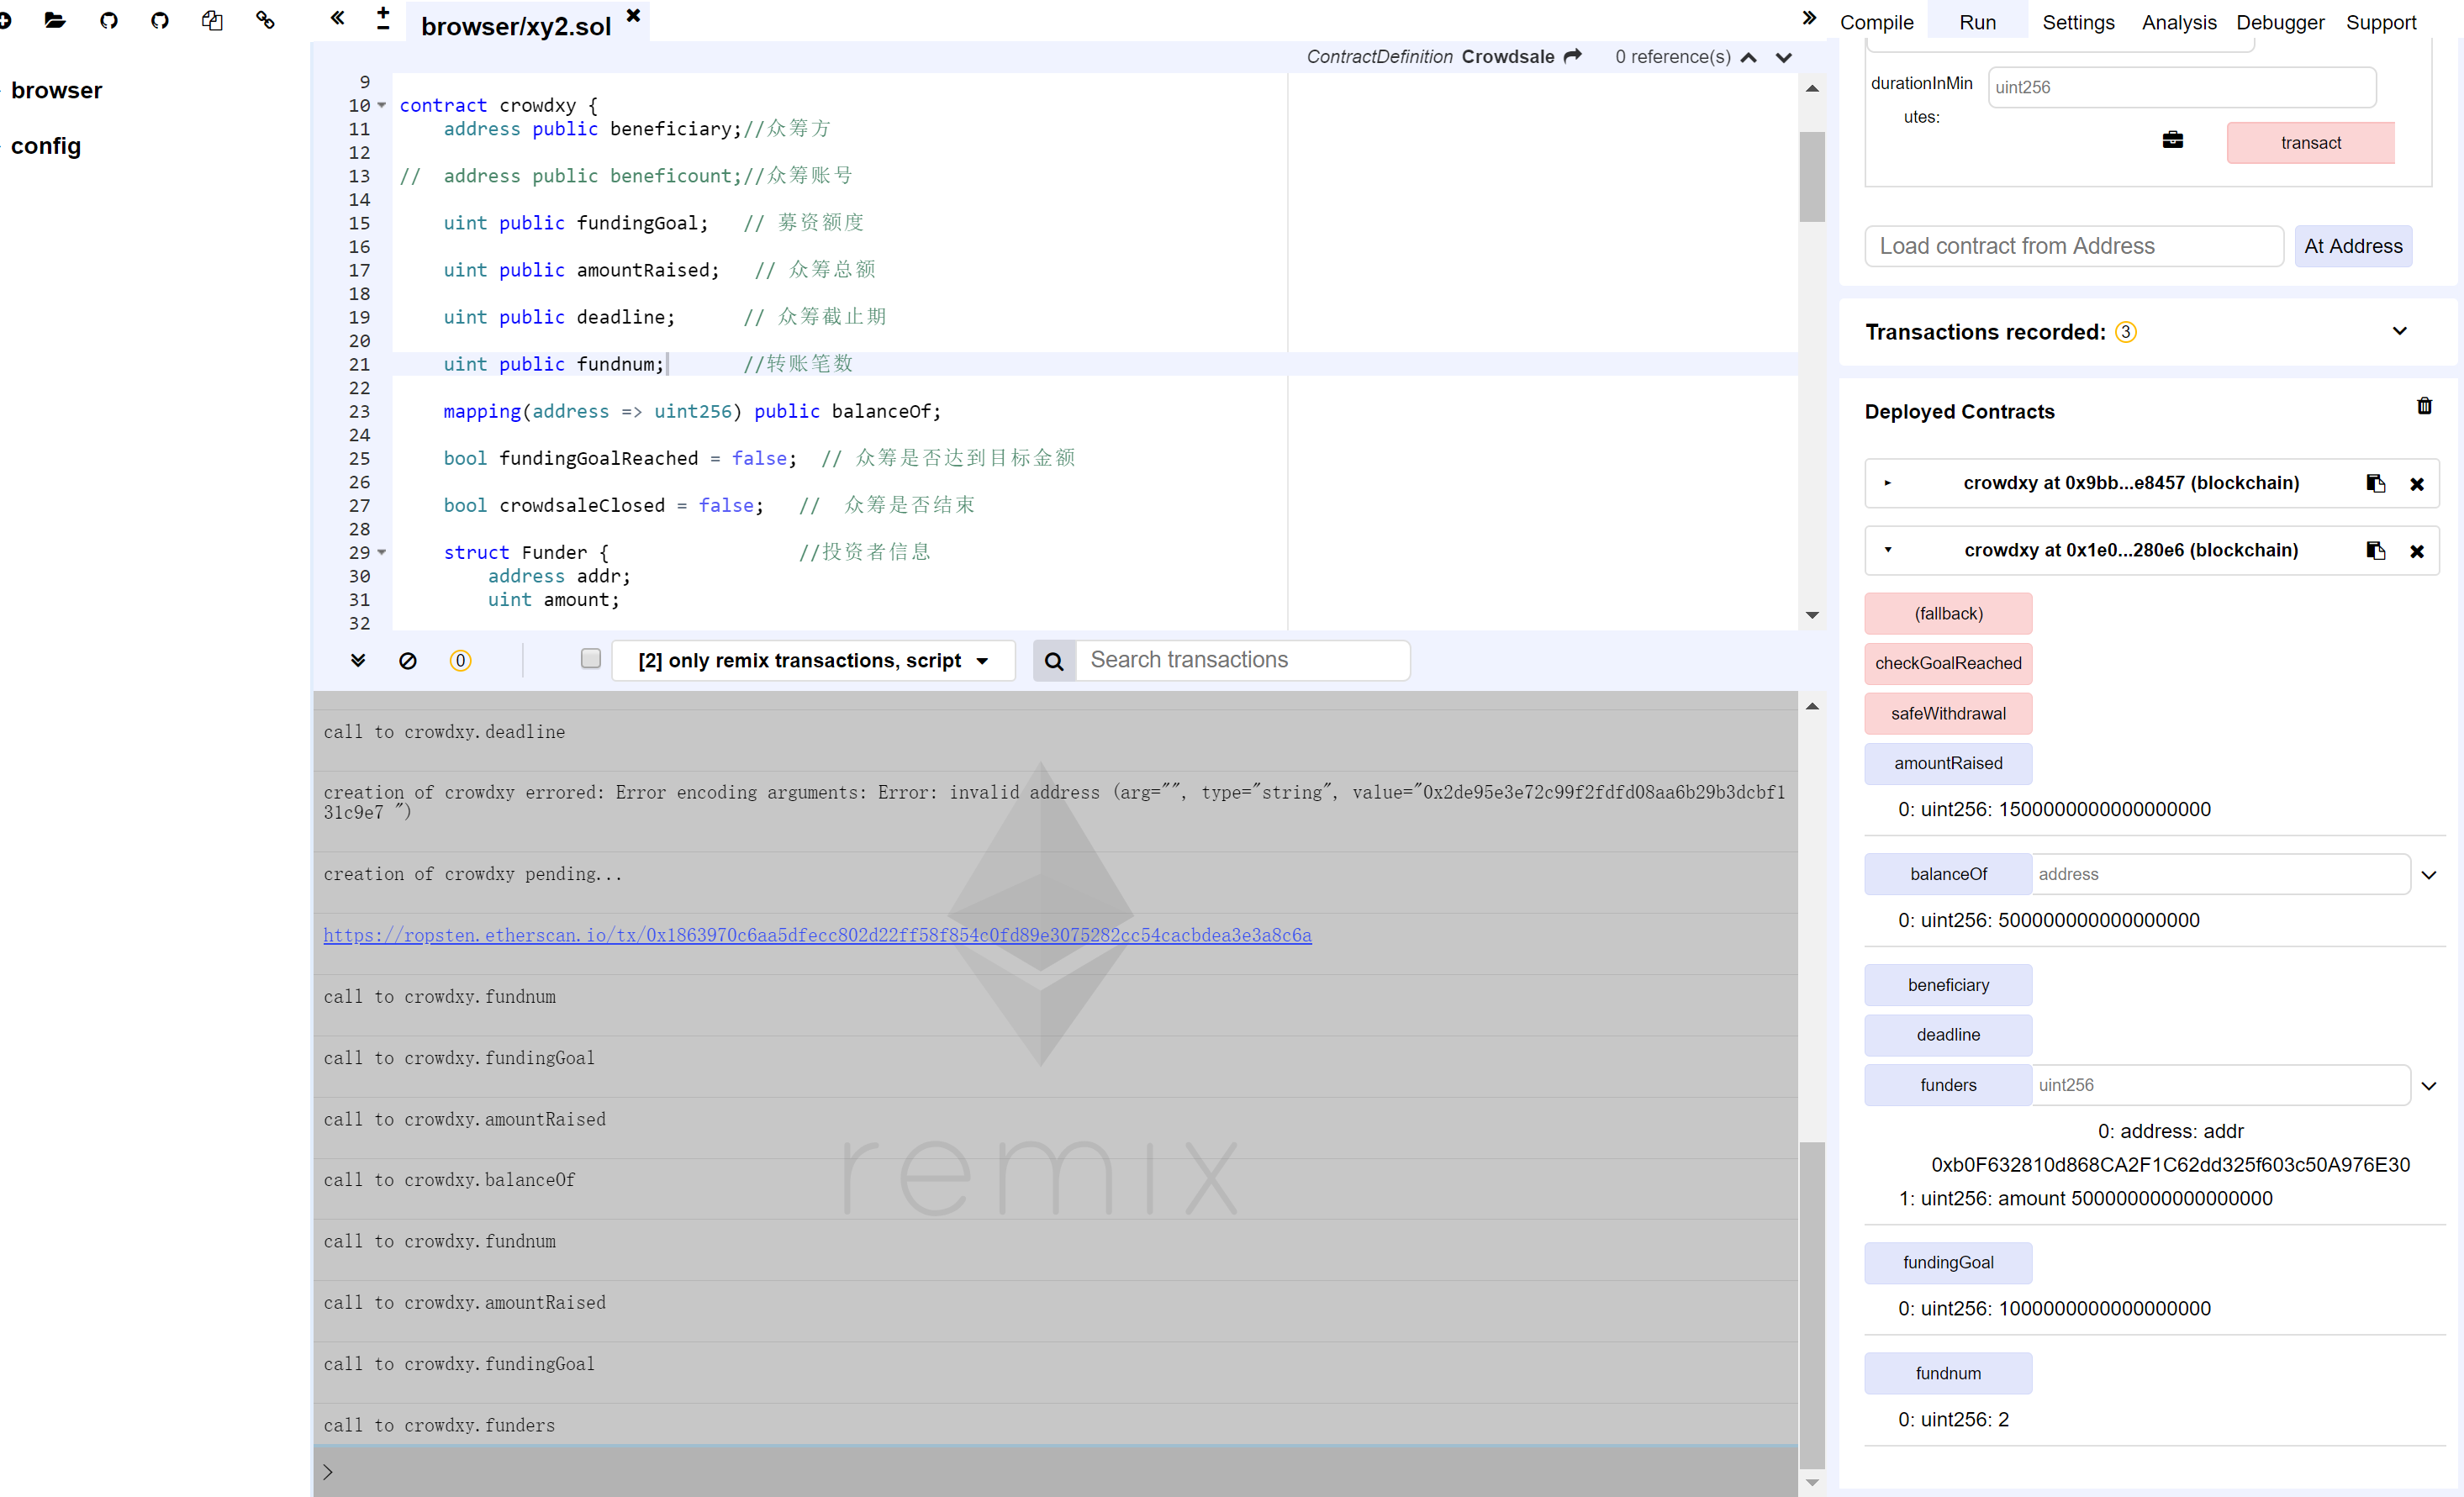 browser/xy2.sol
Compile Run Settings Analysis Debugger Support
ContractDefinition Crowdsale 0 reference(s)
browser
config
9
10 contract crowdxy {
11 address public beneficiary;//众筹方
12
13 // address public beneficount;//众筹账号
14
15 uint public fundingGoal; // 募资额度
16
17 uint public amountRaised; // 众筹总额
18
19 uint public deadline; // 众筹截止期
20
21 uint public fundnum; //转账笔数
22
23 mapping(address => uint256) public balanceOf;
24
25 bool fundingGoalReached = false; // 众筹是否达到目标金额
26
27 bool crowdsaleClosed = false; // 众筹是否结束
28
29 struct Funder { //投资者信息
30 address addr;
31 uint amount;
32
0 [2] only remix transactions, script Search transactions
call to crowdxy.deadline
creation of crowdxy errored: Error encoding arguments: Error: invalid address (arg="", type="string", value="0x2de95e3e72c99f2fdfd08aa6b29b3dcbf1
31c9e7 ")
creation of crowdxy pending...
https://ropsten.etherscan.io/tx/0x1863970c6aa5dfecc802d22ff58f854c0fd89e3075282cc54cacbdea3e3a8c6a
call to crowdxy.fundnum
call to crowdxy.fundingGoal
call to crowdxy.amountRaised
remix
call to crowdxy.balanceOf
call to crowdxy.fundnum
call to crowdxy.amountRaised
call to crowdxy.fundingGoal
call to crowdxy.funders
>
durationInMin
utes:
uint256
transact
Load contract from Address At Address
Transactions recorded: 3
Deployed Contracts
crowdxy at 0x9bb...e8457 (blockchain)
crowdxy at 0x1e0...280e6 (blockchain)
(fallback)
checkGoalReached
safeWithdrawal
amountRaised
0: uint256: 1500000000000000000
balanceOf address
0: uint256: 500000000000000000
beneficiary
deadline
funders uint256
0: address: addr
0xb0F632810d868CA2F1C62dd325f603c50A976E30
1: uint256: amount 500000000000000000
fundingGoal
0: uint256: 1000000000000000000
fundnum
0: uint256: 2